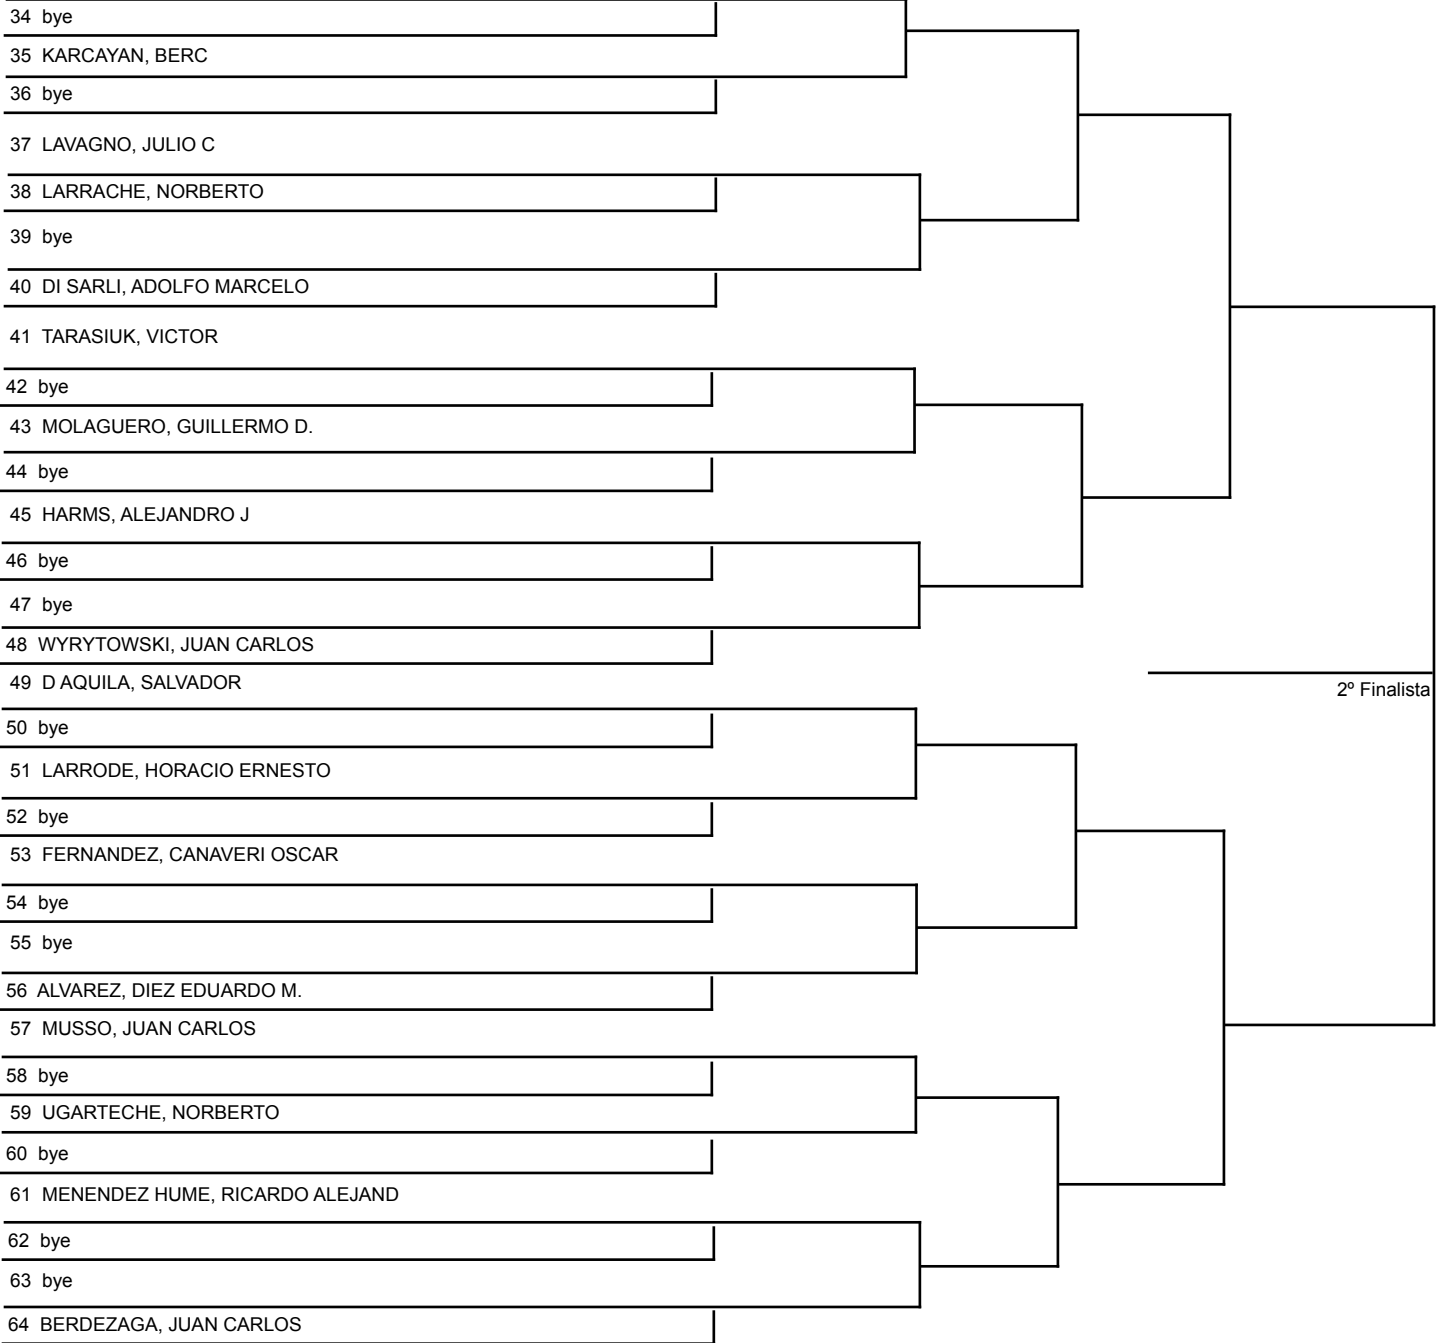 34 bye
35 KARCAYAN, BERC
36 bye
37 LAVAGNO, JULIO C
38 LARRACHE, NORBERTO
39 bye
40 DI SARLI, ADOLFO MARCELO
41 TARASIUK, VICTOR
42 bye
43 MOLAGUERO, GUILLERMO D.
44 bye
45 HARMS, ALEJANDRO J
46 bye
47 bye
48 WYRYTOWSKI, JUAN CARLOS
49 D AQUILA, SALVADOR
2º Finalista
50 bye
51 LARRODE, HORACIO ERNESTO
52 bye
53 FERNANDEZ, CANAVERI OSCAR
54 bye
55 bye
56 ALVAREZ, DIEZ EDUARDO M.
57 MUSSO, JUAN CARLOS
58 bye
59 UGARTECHE, NORBERTO
60 bye
61 MENENDEZ HUME, RICARDO ALEJAND
62 bye
63 bye
64 BERDEZAGA, JUAN CARLOS